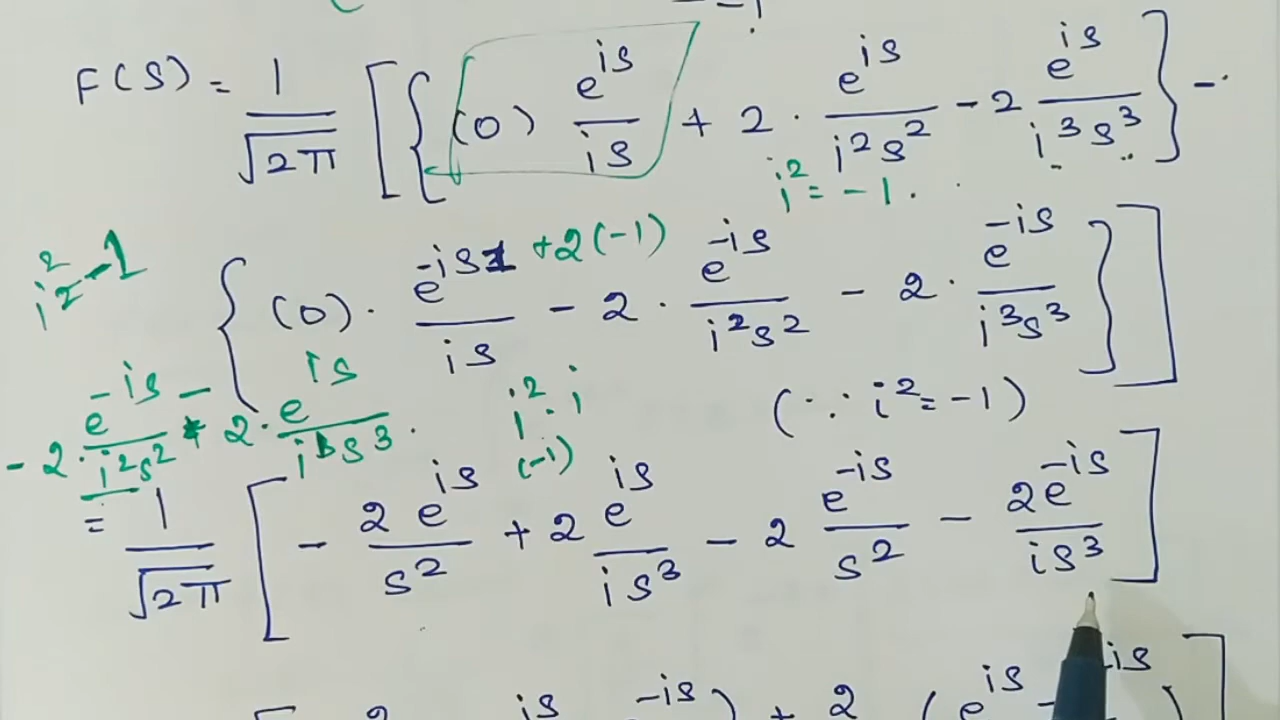 F(s) = 1/√2π [ { (0) e^{is}/is + 2 · e^{is}/i²s² − 2 e^{is}/i³s³ } −
i² = −1 .
i² −1
+2(−1)
{ (0) · e^{−is1}/is − 2 · e^{−is}/i²s² − 2 · e^{−is}/i³s³ } ]
− 2 · e^{−is}/i²s² − 2 · e^{is}/i³s³ .
i² · i
(−1)
(∵ i² = −1)
= 1/√2π [ − 2e^{is}/s² + 2 e^{is}/is³ − 2 e^{−is}/s² − 2e^{−is}/is³ ]